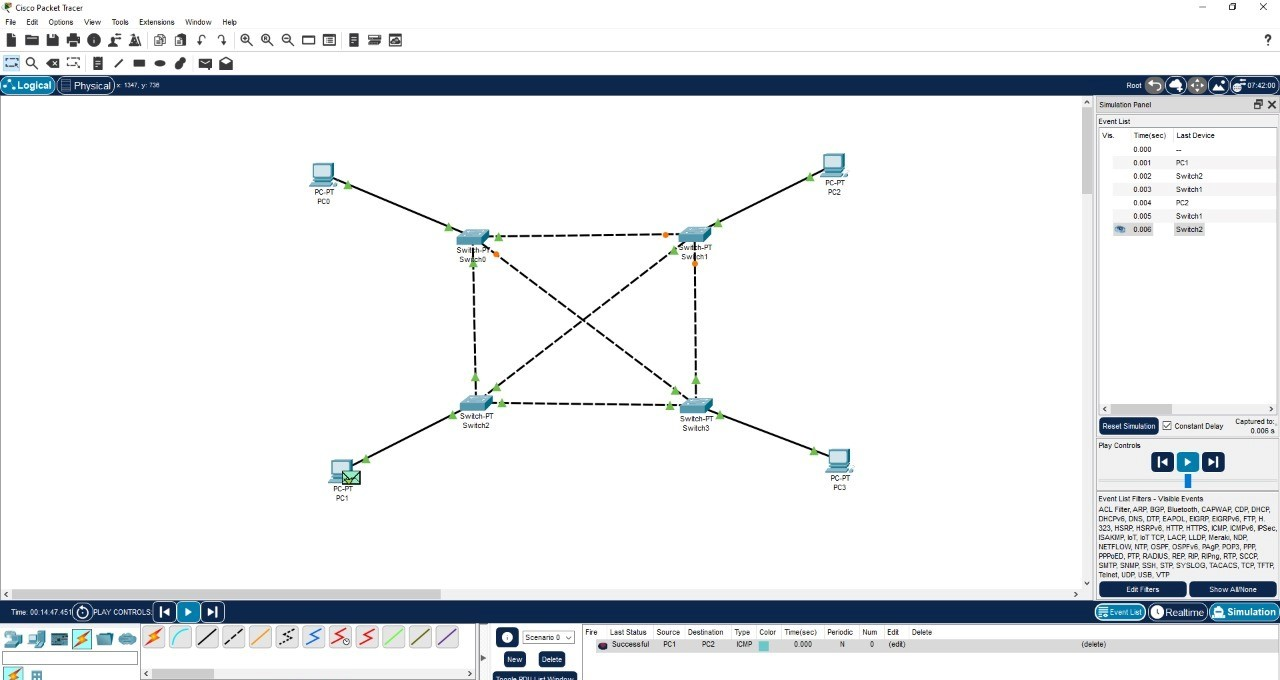 Cisco Packet Tracer
File Edit Options View Tools Extensions Window Help
?
Logical Physical x: 1347, y: 736 Root 07:42:00
Simulation Panel
Event List
Vis. Time(sec) Last Device
0.000 --
0.001 PC1
0.002 Switch2
0.003 Switch1
0.004 PC2
0.005 Switch1
0.006 Switch2
Reset Simulation Constant Delay Captured to:
0.006 s
Play Controls
Event List Filters - Visible Events
ACL Filter, ARP, BGP, Bluetooth, CAPWAP, CDP, DHCP,
DHCPv6, DNS, DTP, EAPOL, EIGRP, EIGRPv6, FTP, H.
323, HSRP, HSRPv6, HTTP, HTTPS, ICMP, ICMPv6, IPSec,
ISAKMP, IoT, IoT TCP, LACP, LLDP, Meraki, NDP,
NETFLOW, NTP, OSPF, OSPFv6, PAgP, POP3, PPP,
PPPoED, PTP, RADIUS, REP, RIP, RIPng, RTP, SCCP,
SMTP, SNMP, SSH, STP, SYSLOG, TACACS, TCP, TFTP,
Telnet, UDP, USB, VTP
Edit Filters Show All/None
PC-PT
PC0
PC-PT
PC2
Switch-PT
Switch0
Switch-PT
Switch1
Switch-PT
Switch2
Switch-PT
Switch3
PC-PT
PC1
PC-PT
PC3
Time: 00:14:47.451 PLAY CONTROLS: Event List Realtime Simulation
Scenario 0
New Delete
Toggle PDU List Window
Fire Last Status Source Destination Type Color Time(sec) Periodic Num Edit Delete
Successful PC1 PC2 ICMP 0.000 N 0 (edit) (delete)